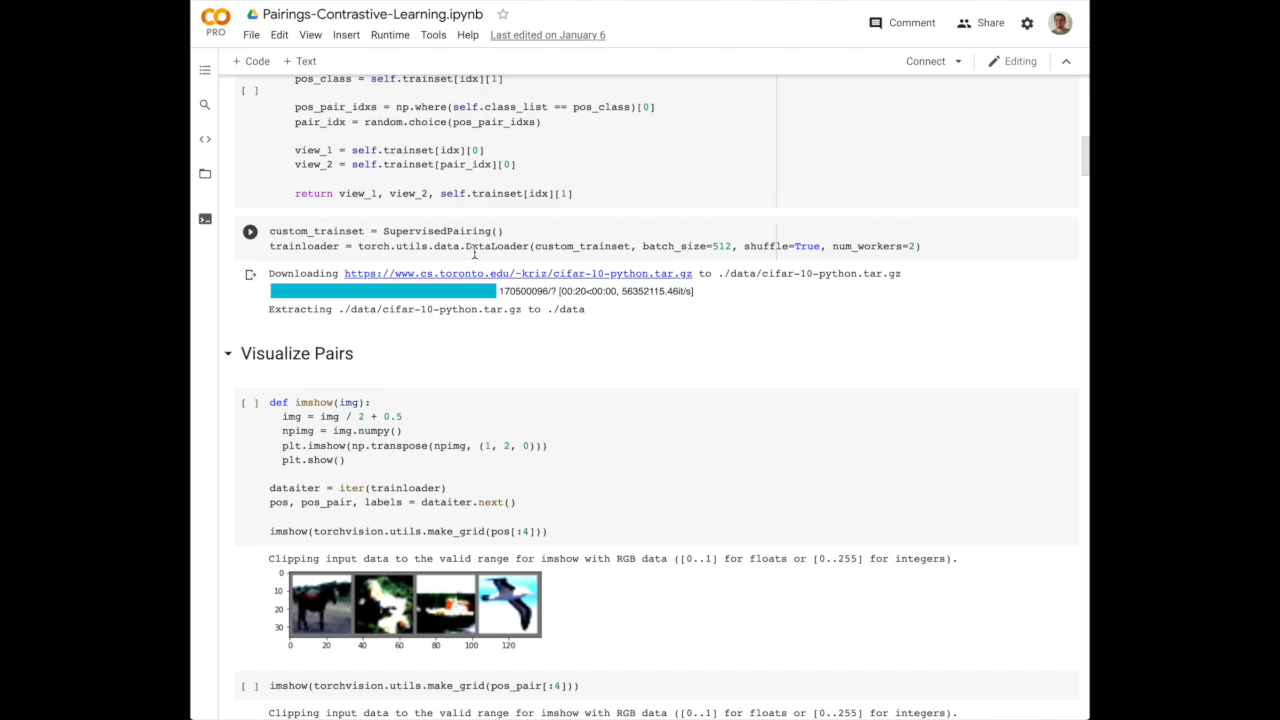 Pairings-Contrastive-Learning.ipynb
PRO
File Edit View Insert Runtime Tools Help Last edited on January 6
Comment Share
+ Code + Text
Connect Editing
pos_class = self.trainset[idx][1]
[ ]
pos_pair_idxs = np.where(self.class_list == pos_class)[0]
pair_idx = random.choice(pos_pair_idxs)
view_1 = self.trainset[idx][0]
view_2 = self.trainset[pair_idx][0]
return view_1, view_2, self.trainset[idx][1]
custom_trainset = SupervisedPairing()
trainloader = torch.utils.data.DataLoader(custom_trainset, batch_size=512, shuffle=True, num_workers=2)
Downloading https://www.cs.toronto.edu/~kriz/cifar-10-python.tar.gz to ./data/cifar-10-python.tar.gz
170500096/? [00:20<00:00, 56352115.46it/s]
Extracting ./data/cifar-10-python.tar.gz to ./data
Visualize Pairs
[ ] def imshow(img):
img = img / 2 + 0.5
npimg = img.numpy()
plt.imshow(np.transpose(npimg, (1, 2, 0)))
plt.show()
dataiter = iter(trainloader)
pos, pos_pair, labels = dataiter.next()
imshow(torchvision.utils.make_grid(pos[:4]))
Clipping input data to the valid range for imshow with RGB data ([0..1] for floats or [0..255] for integers).
0
10
20
30
0 20 40 60 80 100 120
[ ] imshow(torchvision.utils.make_grid(pos_pair[:4]))
Clipping input data to the valid range for imshow with RGB data ([0..1] for floats or [0..255] for integers).